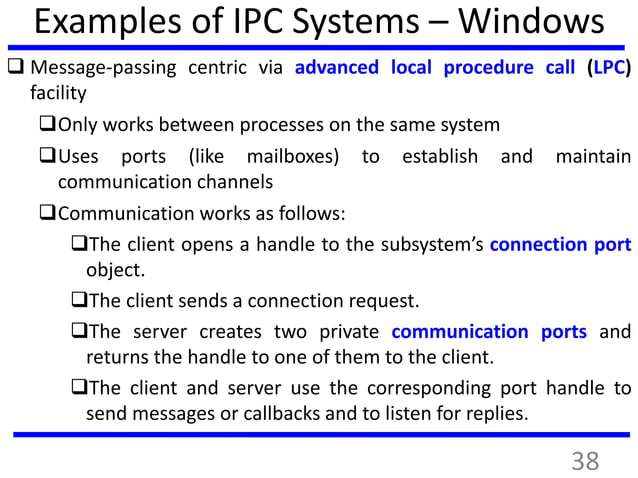 Examples of IPC Systems – Windows
❑ Message-passing centric via advanced local procedure call (LPC)
facility
❑Only works between processes on the same system
❑Uses ports (like mailboxes) to establish and maintain
communication channels
❑Communication works as follows:
❑The client opens a handle to the subsystem’s connection port
object.
❑The client sends a connection request.
❑The server creates two private communication ports and
returns the handle to one of them to the client.
❑The client and server use the corresponding port handle to
send messages or callbacks and to listen for replies.
38